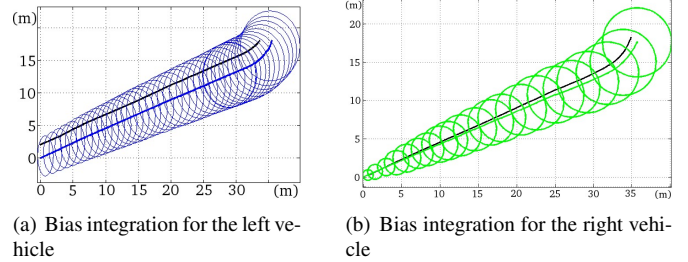 (m)
15
10
5
0
0 5 10 15 20 25 30 (m)
(a) Bias integration for the left ve-
hicle
(m)
20
15
10
5
0
0 5 10 15 20 25 30 35 (m)
(b) Bias integration for the right vehi-
cle